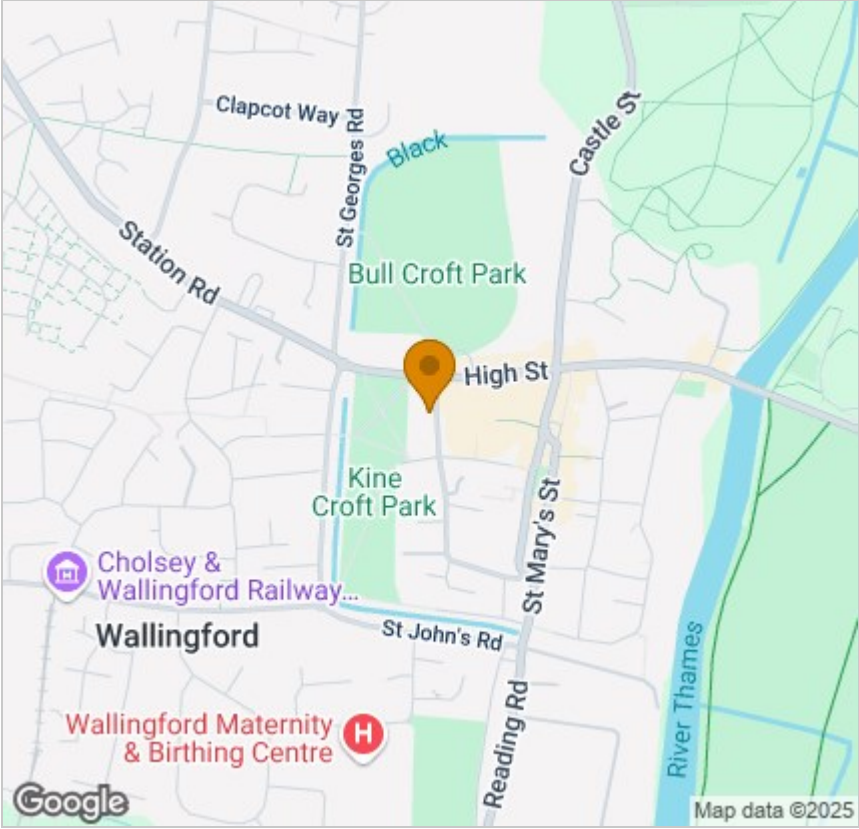 Clapcot Way
St Georges Rd
Black
Castle St
Station Rd
Bull Croft Park
High St
Kine
Croft Park
St Mary's St
Cholsey &
Wallingford Railway...
Wallingford
St John's Rd
River Thames
Wallingford Maternity
& Birthing Centre
H
Reading Rd
Google
Map data ©2025